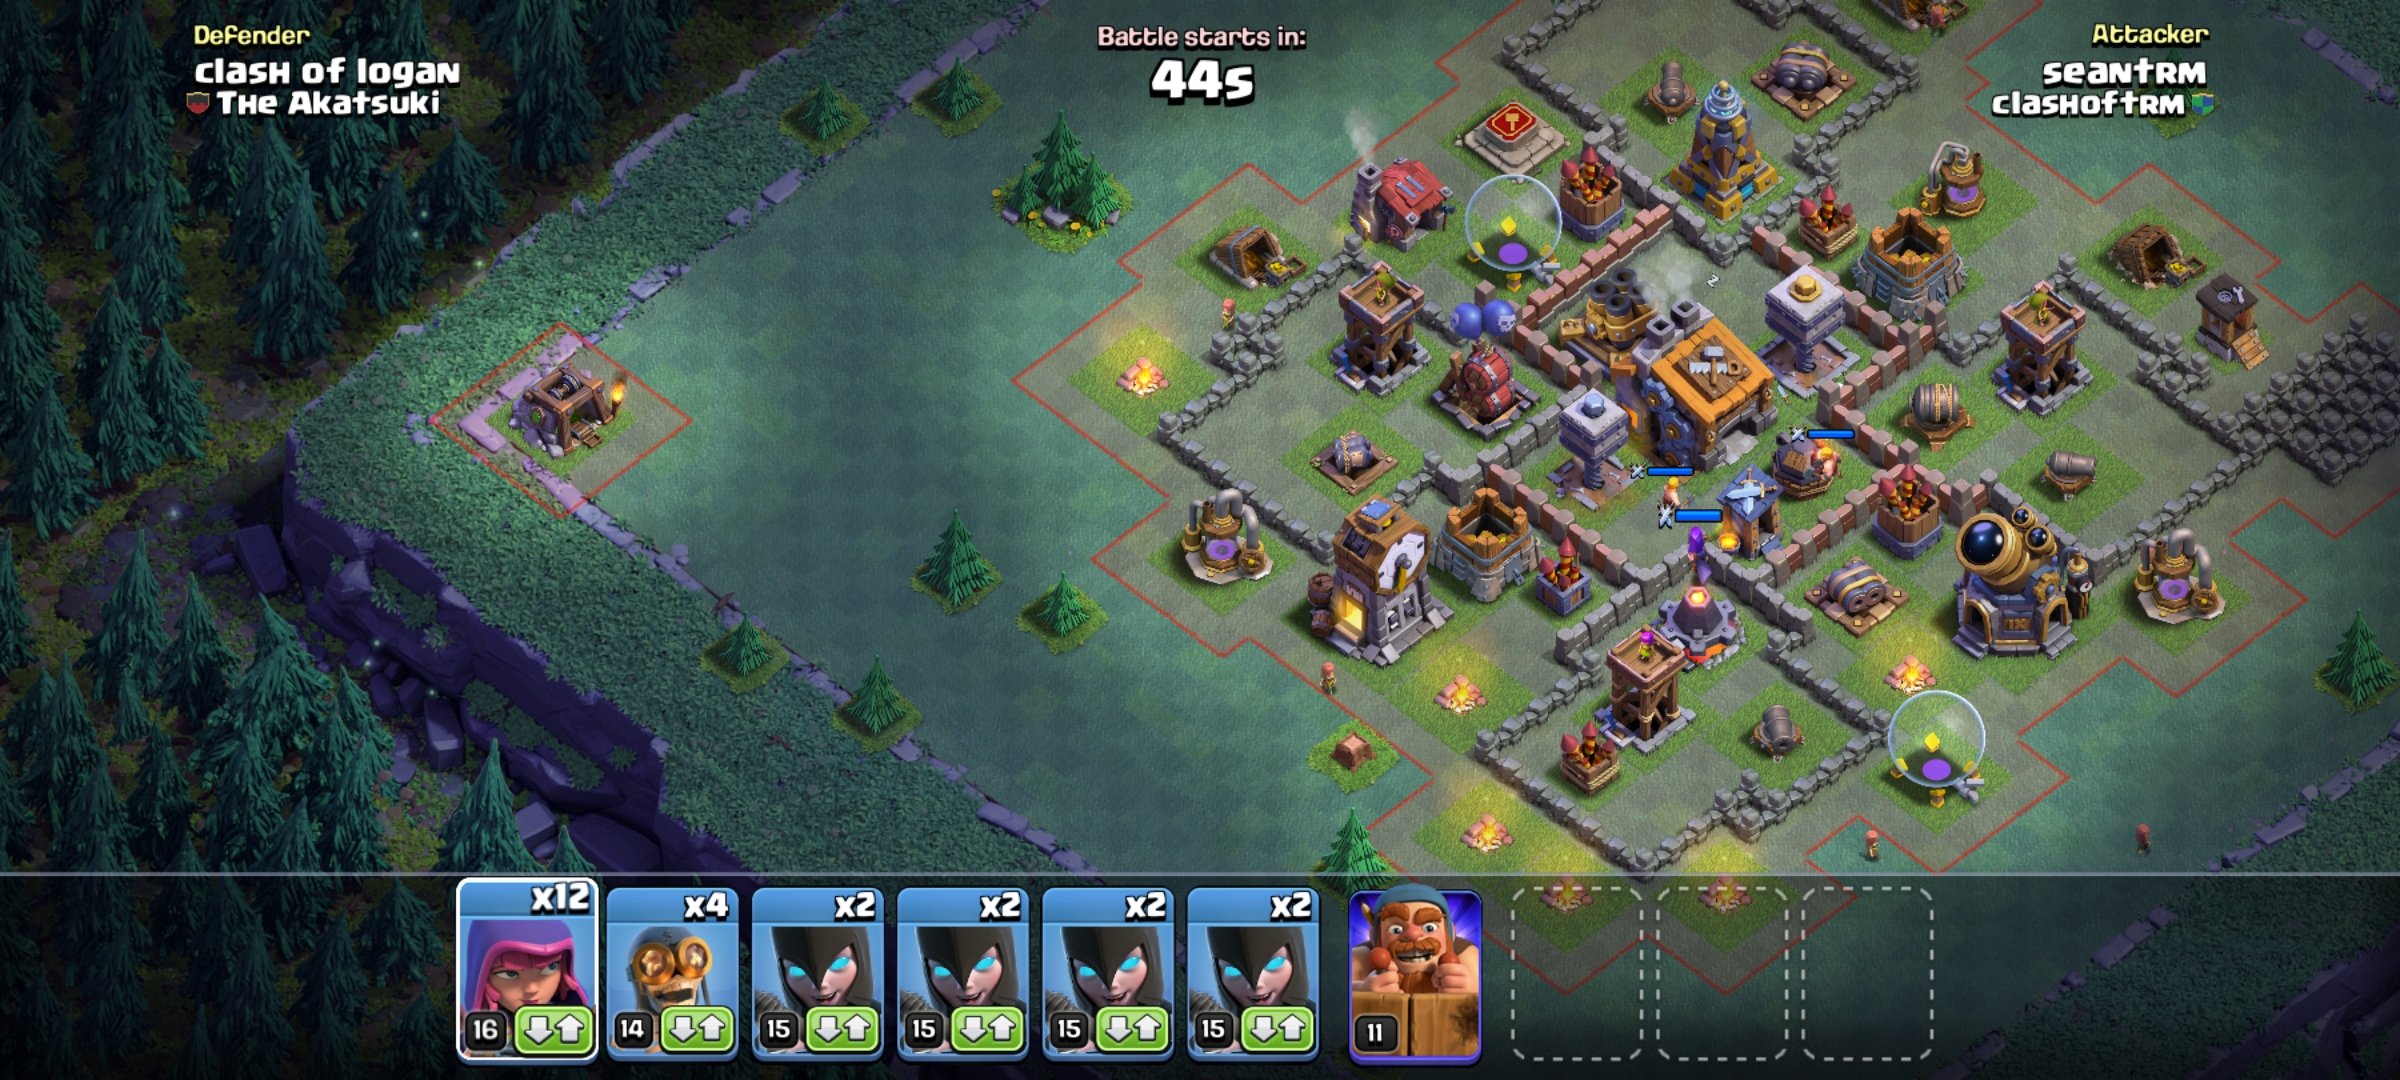 Defender
clash of logan
The Akatsuki
Battle starts in:
44s
Attacker
seantRM
clashoftRM
z
IX
x12
x4
x2
x2
x2
x2
16
14
15
15
15
15
11